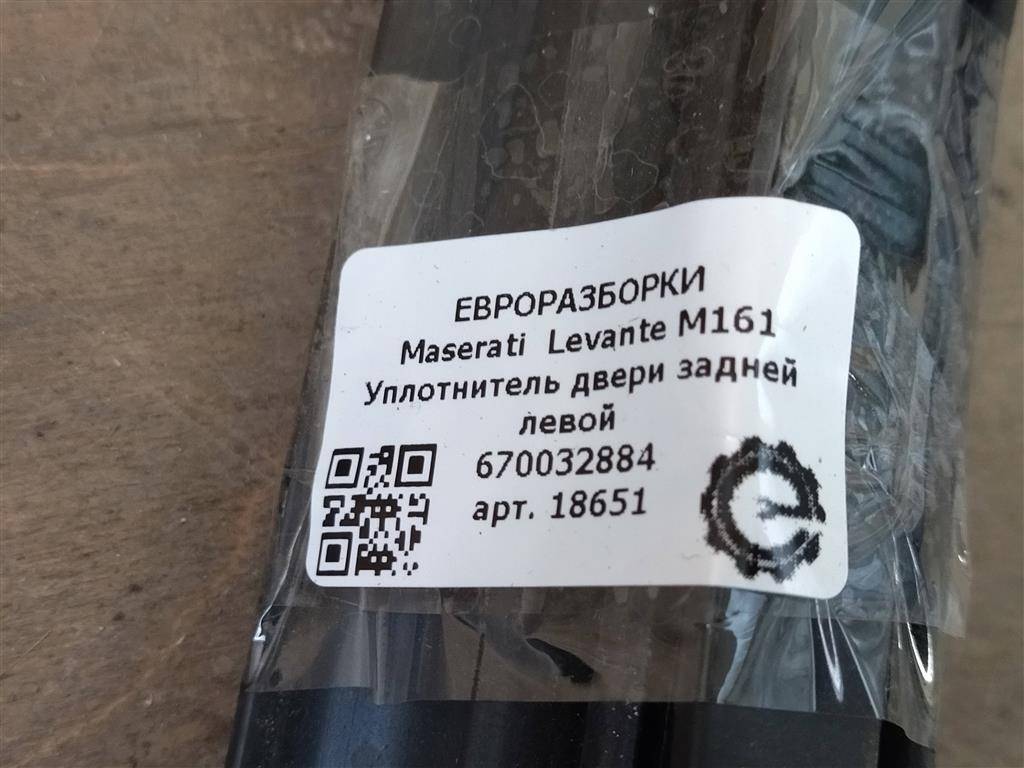 ЕВРОРАЗБОРКИ
Maserati Levante M161
Уплотнитель двери задней
левой
670032884
арт. 18651